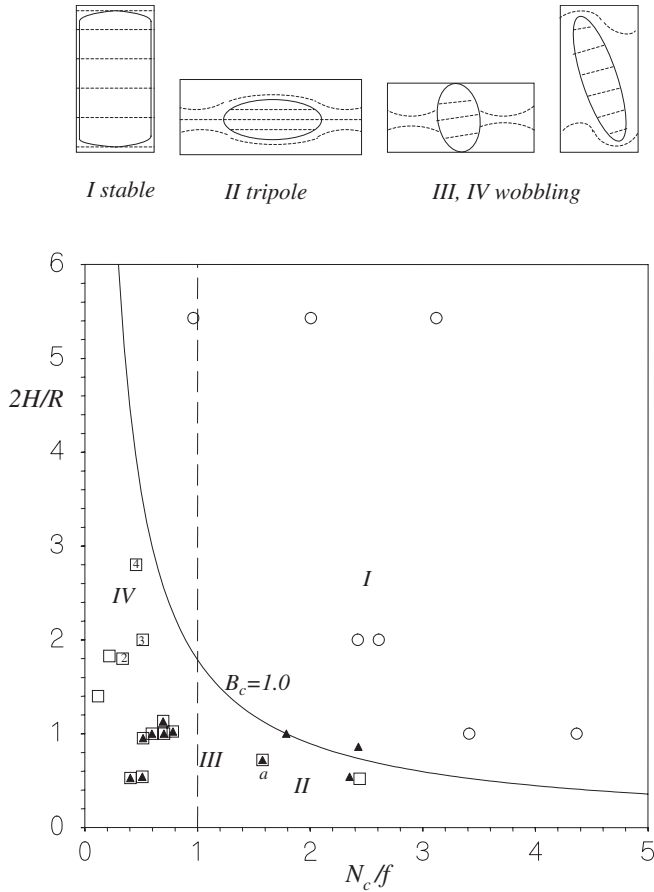 I stable
II tripole
III, IV wobbling
6
5
2H/R
4
3
4
IV
I
3
2
2
B_c=1.0
1
III
a
II
0
0 1 2 3 4 5
N_c/f